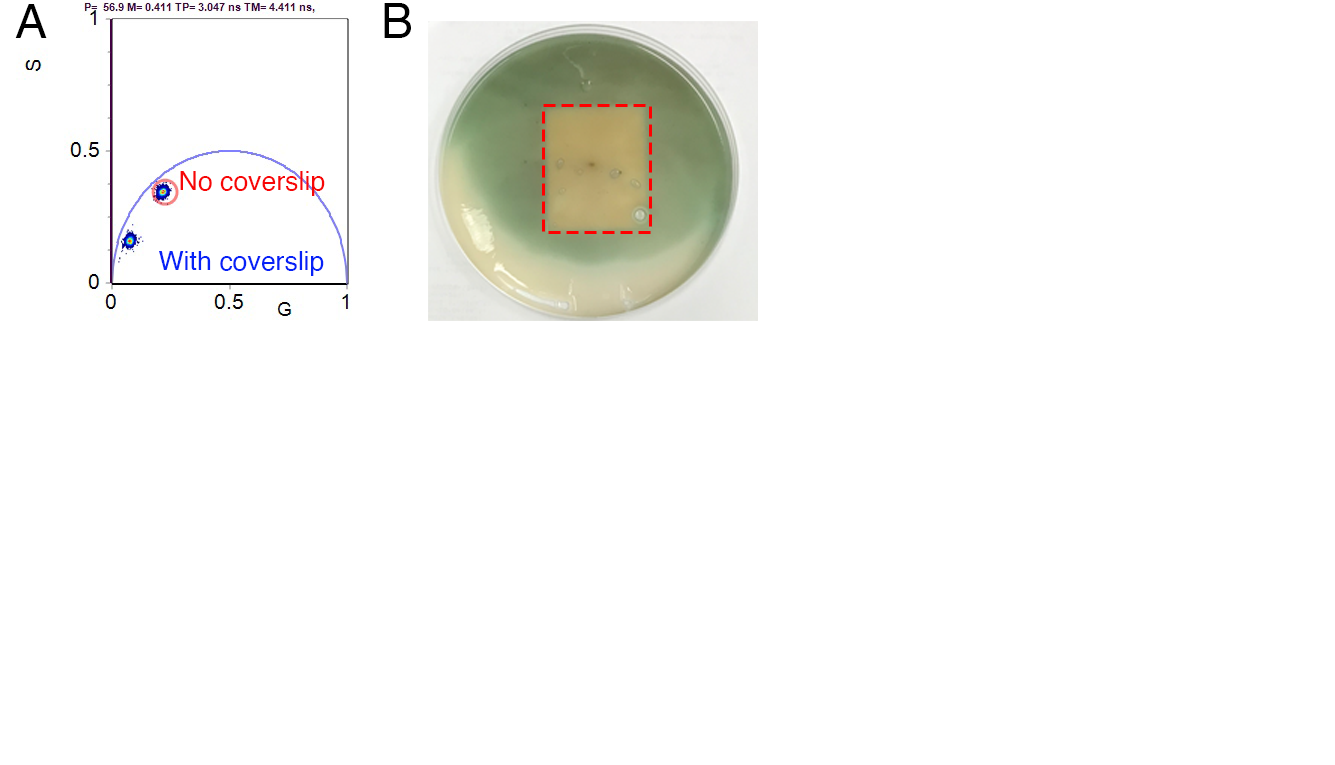 A
P= 56.9 M= 0.411 TP= 3.047 ns TM= 4.411 ns,
B
1
S
0.5
No coverslip
With coverslip
0
0
0.5
1
G